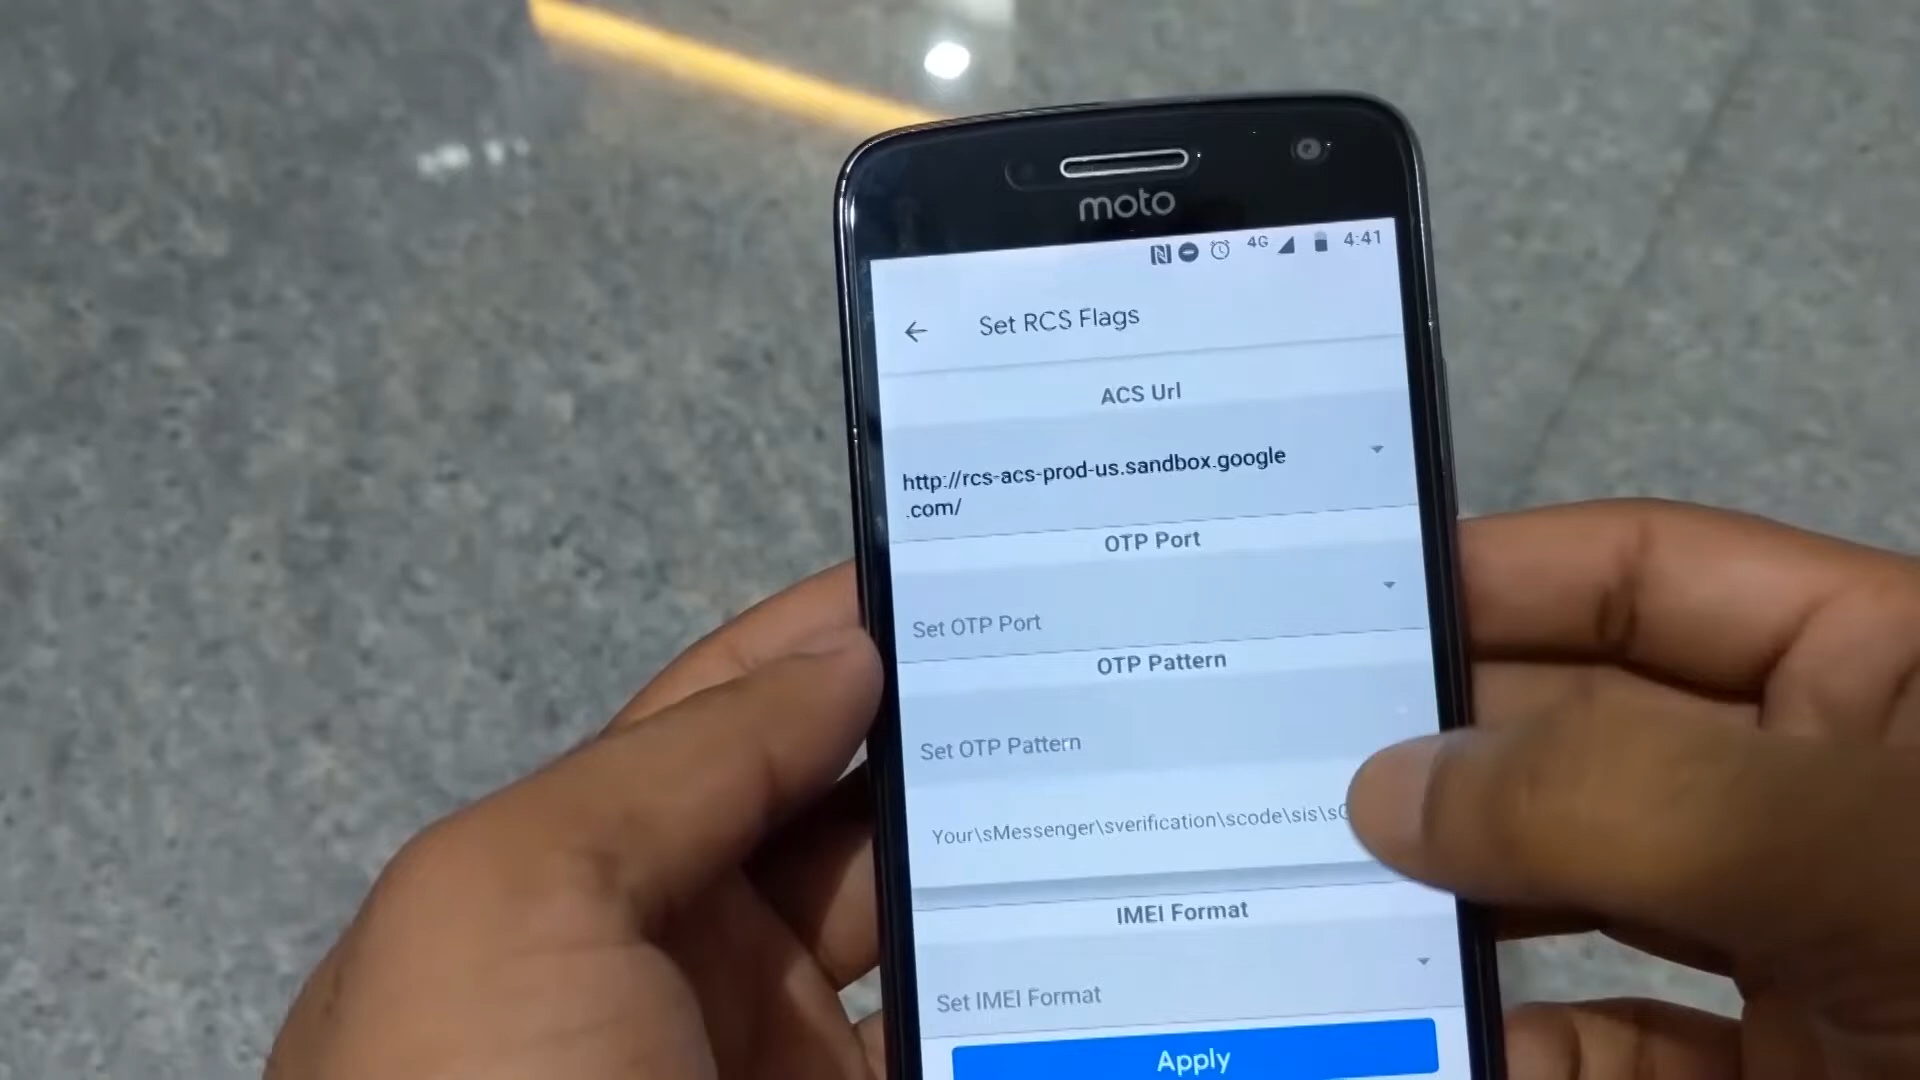 moto
4G 4:41
Set RCS Flags
ACS Url
http://rcs-acs-prod-us.sandbox.google
.com/
OTP Port
Set OTP Port
OTP Pattern
Set OTP Pattern
Your\sMessenger\sverification\scode\sis\sG
IMEI Format
Set IMEI Format
Apply